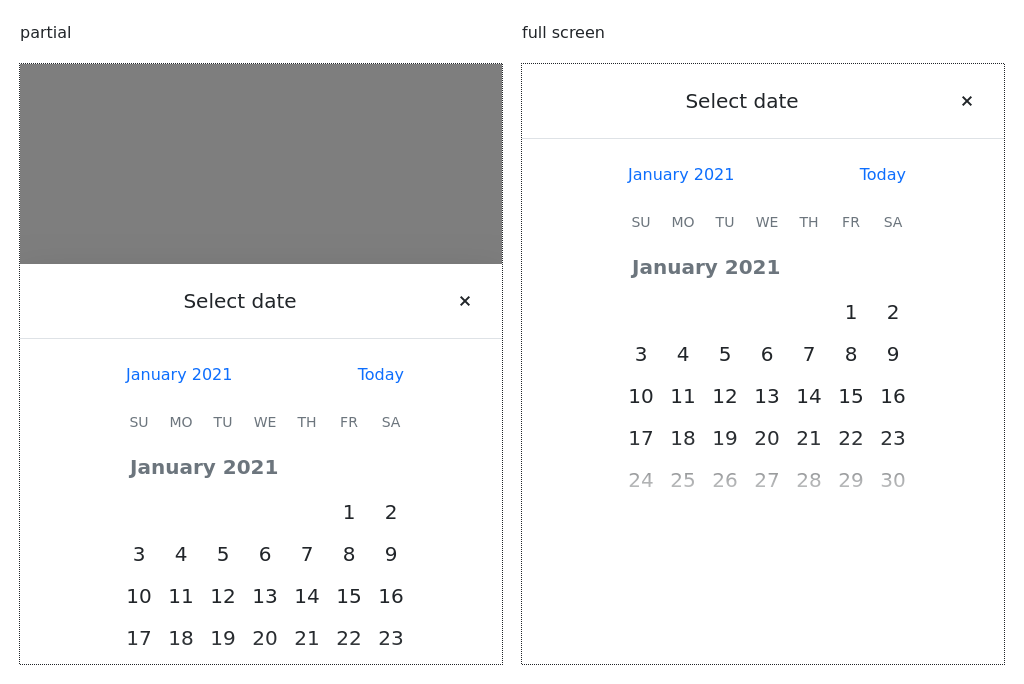 partial
Select date ×
January 2021 Today
SU MO TU WE TH FR SA
January 2021
1 2
3 4 5 6 7 8 9
10 11 12 13 14 15 16
17 18 19 20 21 22 23
full screen
Select date ×
January 2021 Today
SU MO TU WE TH FR SA
January 2021
1 2
3 4 5 6 7 8 9
10 11 12 13 14 15 16
17 18 19 20 21 22 23
24 25 26 27 28 29 30